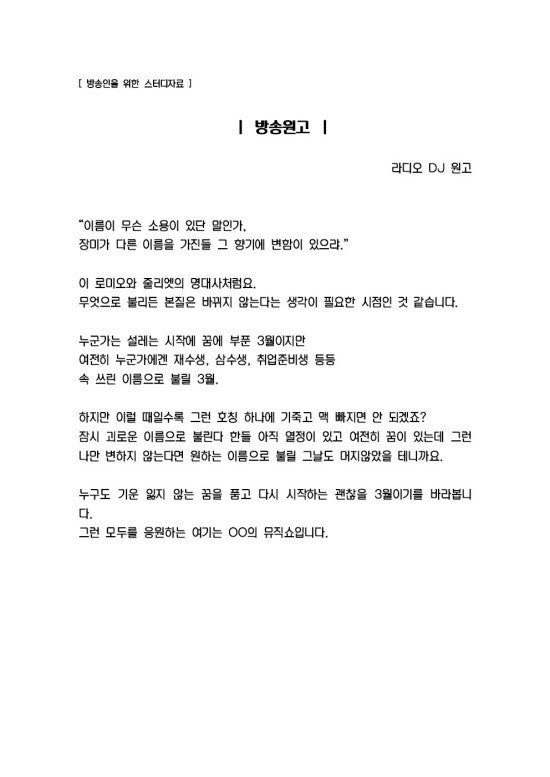 [ 방송인을 위한 스터디자료 ]
| 방송원고 |
라디오 DJ 원고
“이름이 무슨 소용이 있단 말인가,
장미가 다른 이름을 가진들 그 향기에 변함이 있으랴.”
이 로미오와 줄리엣의 명대사처럼요.
무엇으로 불리든 본질은 바뀌지 않는다는 생각이 필요한 시점인 것 같습니다.
누군가는 설레는 시작에 꿈에 부푼 3월이지만
여전히 누군가에겐 재수생, 삼수생, 취업준비생 등등
속 쓰린 이름으로 불릴 3월.
하지만 이럴 때일수록 그런 호칭 하나에 기죽고 맥 빠지면 안 되겠죠?
잠시 괴로운 이름으로 불린다 한들 아직 열정이 있고 여전히 꿈이 있는데 그런
나만 변하지 않는다면 원하는 이름으로 불릴 그날도 머지않았을 테니까요.
누구도 기운 잃지 않는 꿈을 품고 다시 시작하는 괜찮을 3월이기를 바라봅니
다.
그런 모두를 응원하는 여기는 OO의 뮤직쇼입니다.